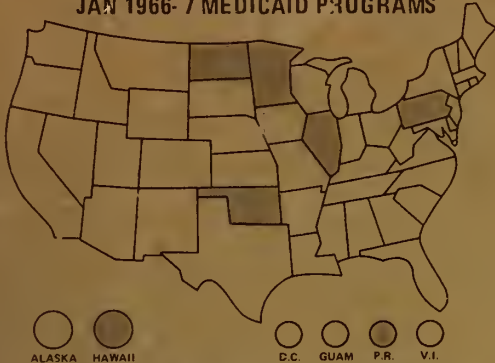 JAN 1966- 7 MEDICAID PROGRAMS
ALASKA HAWAII D.C. GUAM P.R. V.I.